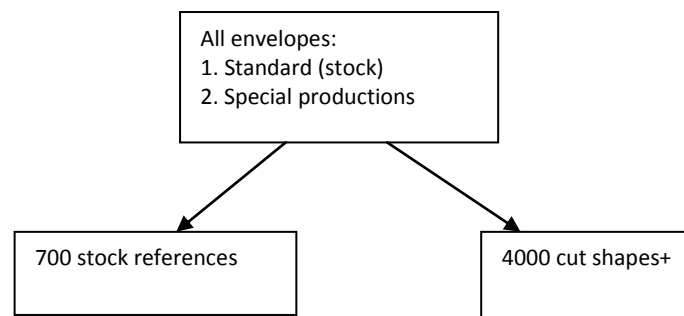 All envelopes:
1. Standard (stock)
2. Special productions
700 stock references
4000 cut shapes+